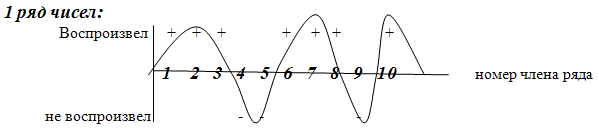 1 ряд чисел:
Воспроизвел + + + + + + +
1 2 3 4 5 6 7 8 9 10 номер члена ряда
не воспроизвел - - -